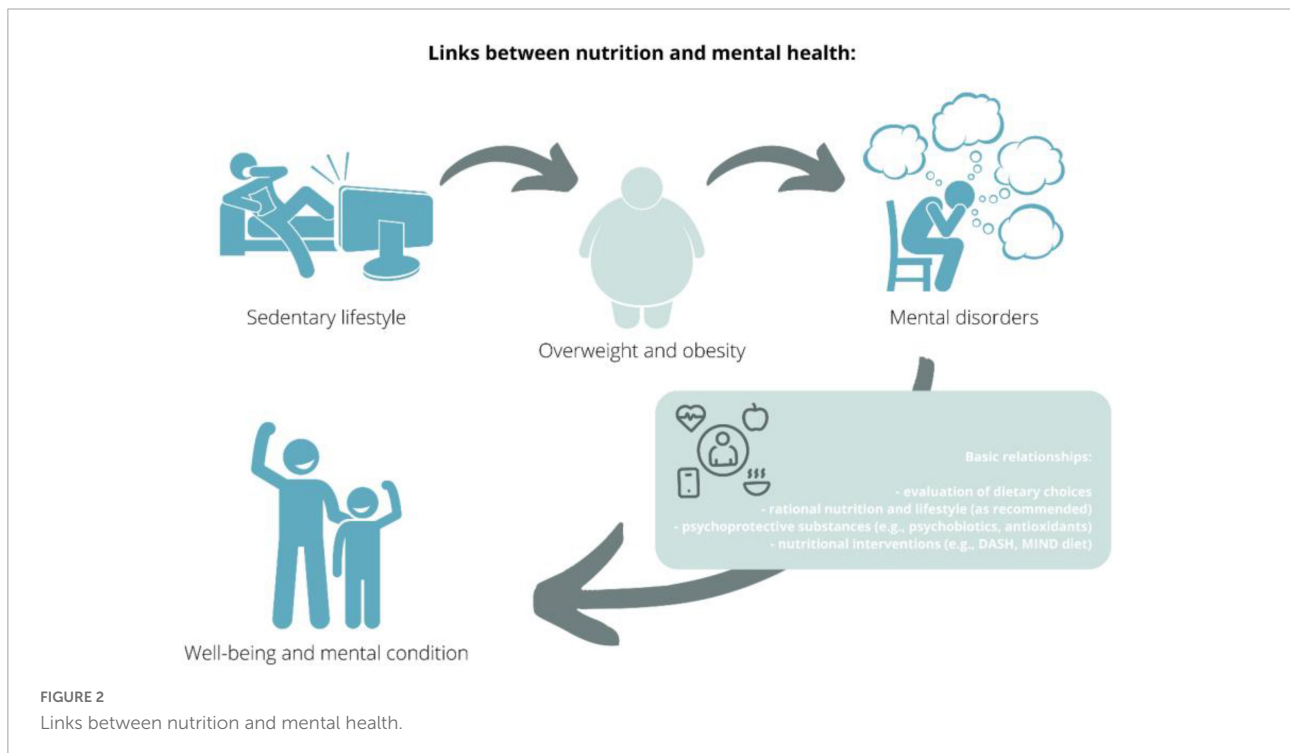 Links between nutrition and mental health:
Sedentary lifestyle
Overweight and obesity
Mental disorders
Basic relationships:
- evaluation of dietary choices
- rational nutrition and lifestyle (as recommended)
- psychoprotective substances (e.g., psychobiotics, antioxidants)
- nutritional interventions (e.g., DASH, MIND diet)
Well-being and mental condition
FIGURE 2
Links between nutrition and mental health.